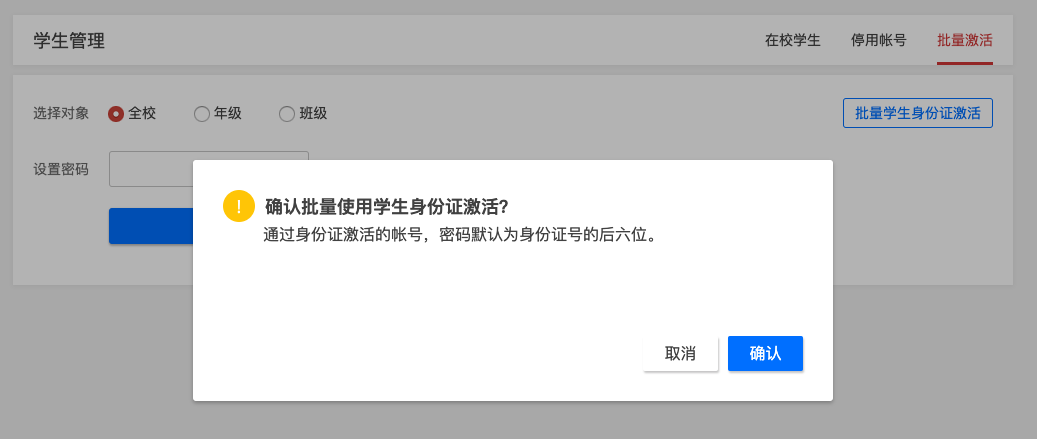 学生管理 在校学生 停用帐号 批量激活
选择对象 全校 年级 班级 批量学生身份证激活
设置密码
! 确认批量使用学生身份证激活?
通过身份证激活的帐号，密码默认为身份证号的后六位。
取消 确认